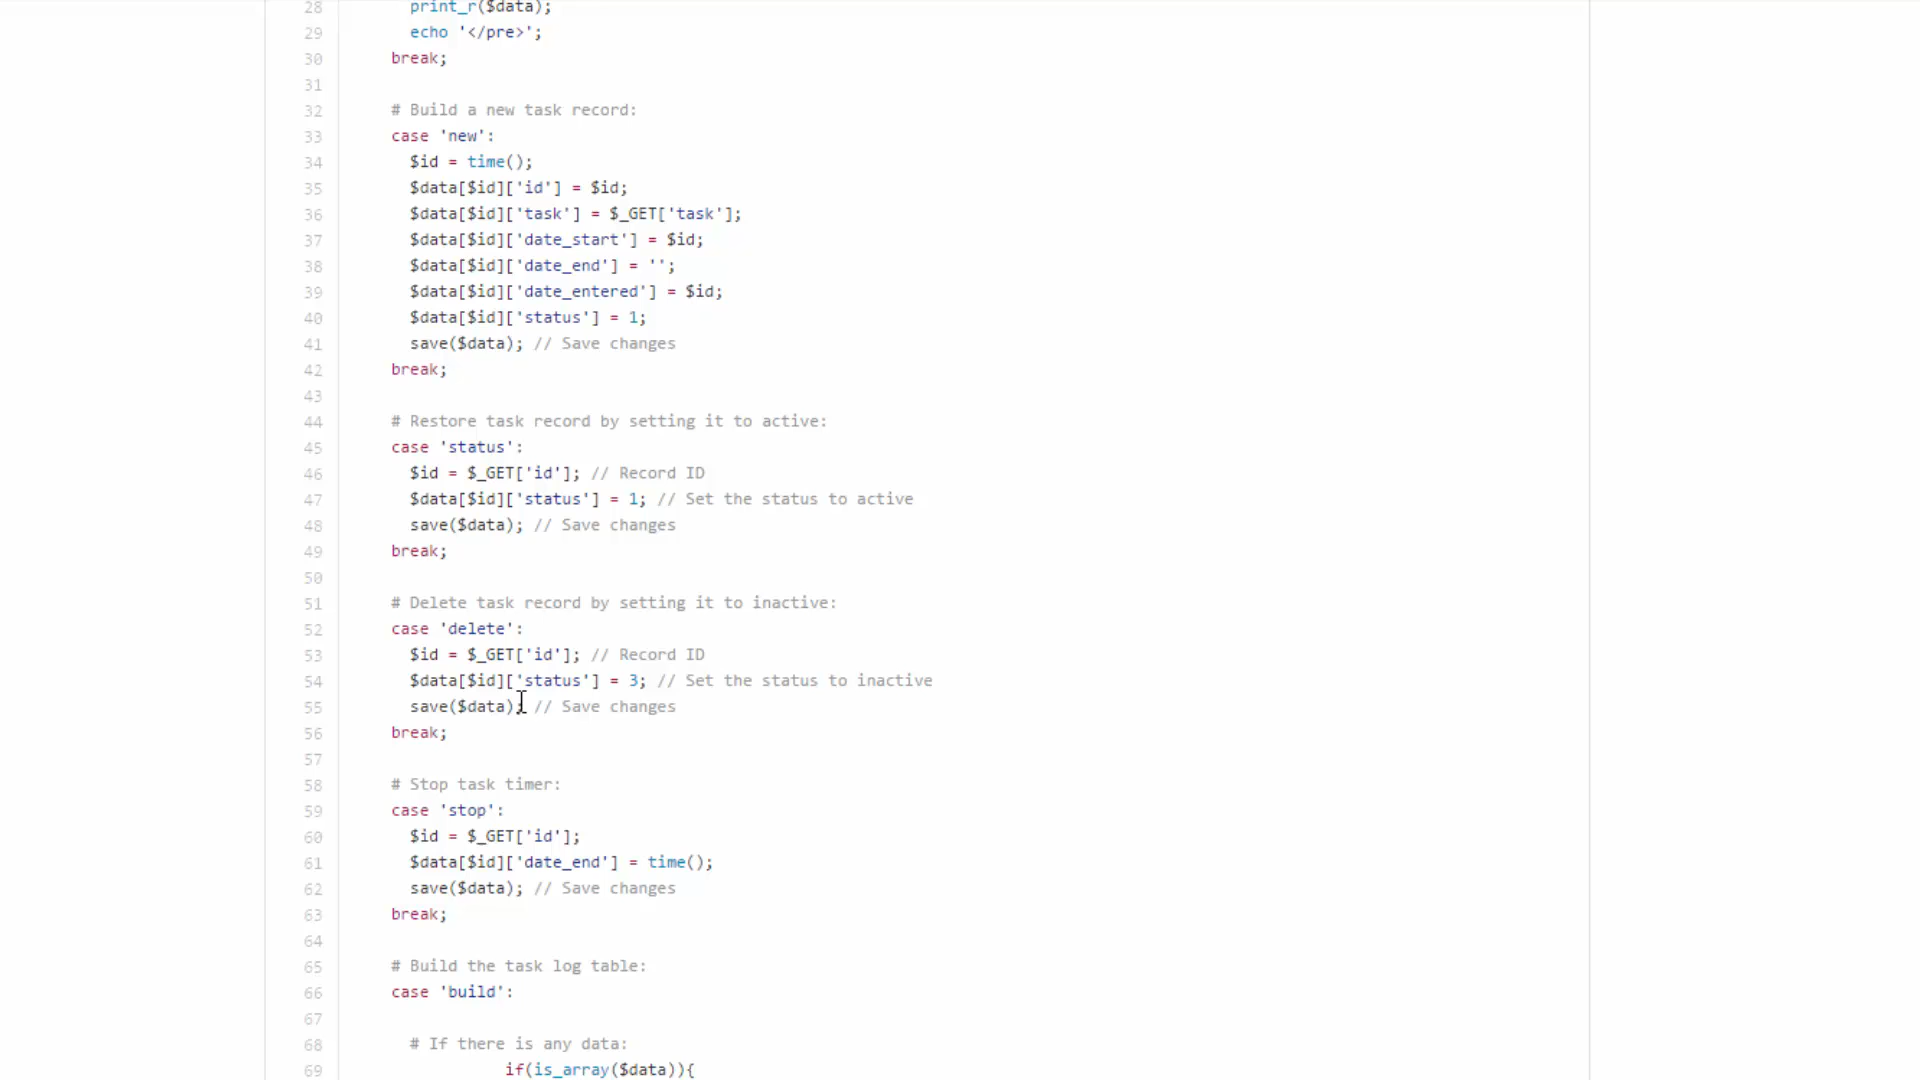 28 print_r($data);
29 echo '</pre>';
30 break;
31
32 # Build a new task record:
33 case 'new':
34 $id = time();
35 $data[$id]['id'] = $id;
36 $data[$id]['task'] = $_GET['task'];
37 $data[$id]['date_start'] = $id;
38 $data[$id]['date_end'] = '';
39 $data[$id]['date_entered'] = $id;
40 $data[$id]['status'] = 1;
41 save($data); // Save changes
42 break;
43
44 # Restore task record by setting it to active:
45 case 'status':
46 $id = $_GET['id']; // Record ID
47 $data[$id]['status'] = 1; // Set the status to active
48 save($data); // Save changes
49 break;
50
51 # Delete task record by setting it to inactive:
52 case 'delete':
53 $id = $_GET['id']; // Record ID
54 $data[$id]['status'] = 3; // Set the status to inactive
55 save($data); // Save changes
56 break;
57
58 # Stop task timer:
59 case 'stop':
60 $id = $_GET['id'];
61 $data[$id]['date_end'] = time();
62 save($data); // Save changes
63 break;
64
65 # Build the task log table:
66 case 'build':
67
68 # If there is any data:
69 if(is_array($data)){